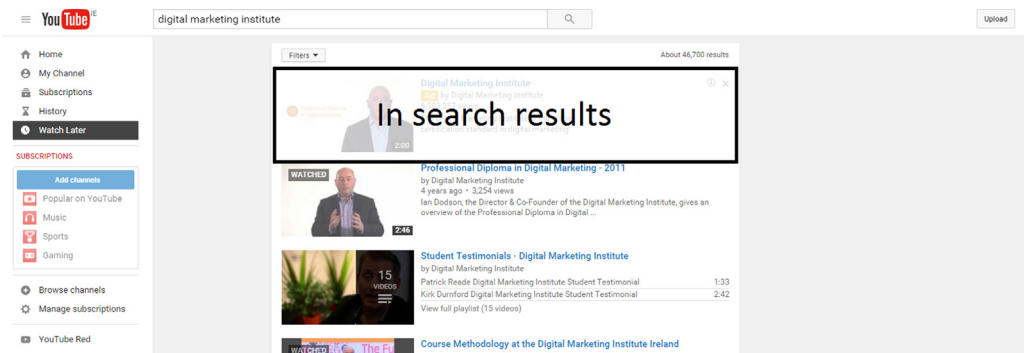 YouTube IE
digital marketing institute
Upload
Home
My Channel
Subscriptions
History
Watch Later
SUBSCRIPTIONS
Add channels
Popular on YouTube
Music
Sports
Gaming
Browse channels
Manage subscriptions
YouTube Red
Filters
About 46,700 results
Digital Marketing Institute
Ad by Digital Marketing Institute
In search results
certification standard in digital marketing
2:00
WATCHED
2:46
Professional Diploma in Digital Marketing - 2011
by Digital Marketing Institute
4 years ago • 3,254 views
Ian Dodson, the Director & Co-Founder of the Digital Marketing Institute, gives an
overview of the Professional Diploma in Digital ...
15
VIDEOS
Student Testimonials - Digital Marketing Institute
by Digital Marketing Institute
Patrick Reade Digital Marketing Institute Student Testimonial 1:33
Kirk Durnford Digital Marketing Institute Student Testimonial 2:42
View full playlist (15 videos)
WATCHED
The Fu
Course Methodology at the Digital Marketing Institute Ireland